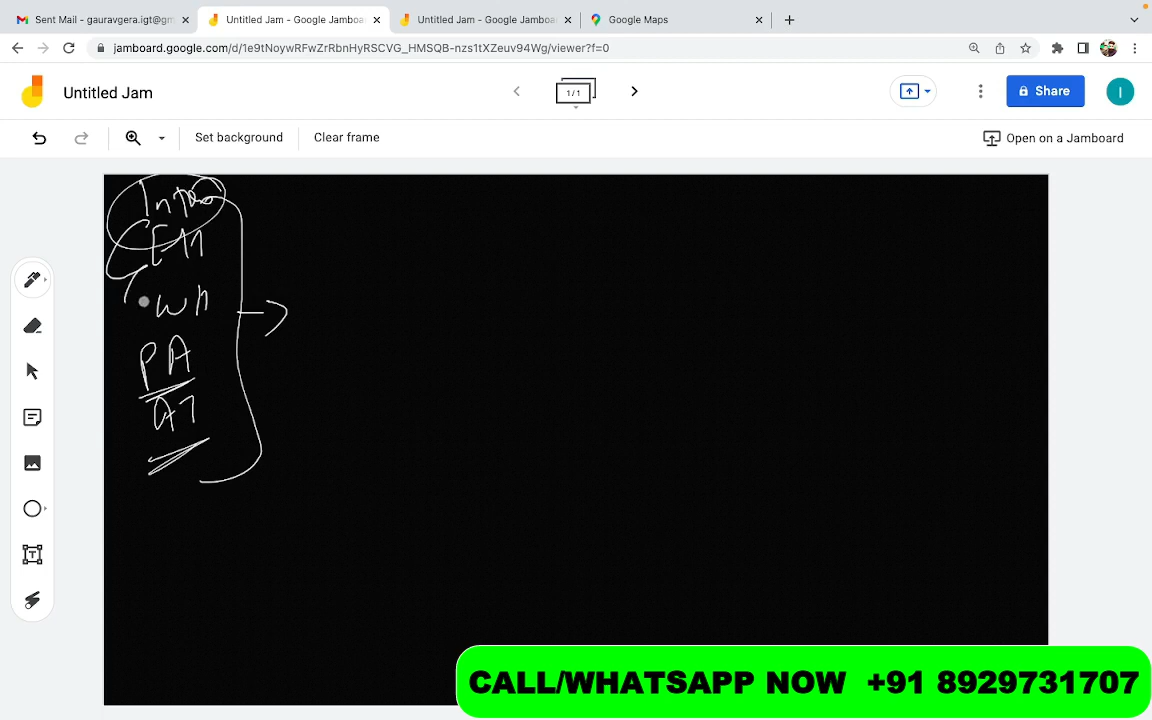 Sent Mail - gauravgera.igt@gm
Untitled Jam - Google Jamboa
Untitled Jam - Google Jamboa
Google Maps
jamboard.google.com/d/1e9tNoywRFwZrRbnHyRSCVG_HMSQB-nzs1tXZeuv94Wg/viewer?f=0
Untitled Jam
1/1
Share
I
Set background
Clear frame
Open on a Jamboard
Wh
PA
CALL/WHATSAPP NOW +91 8929731707